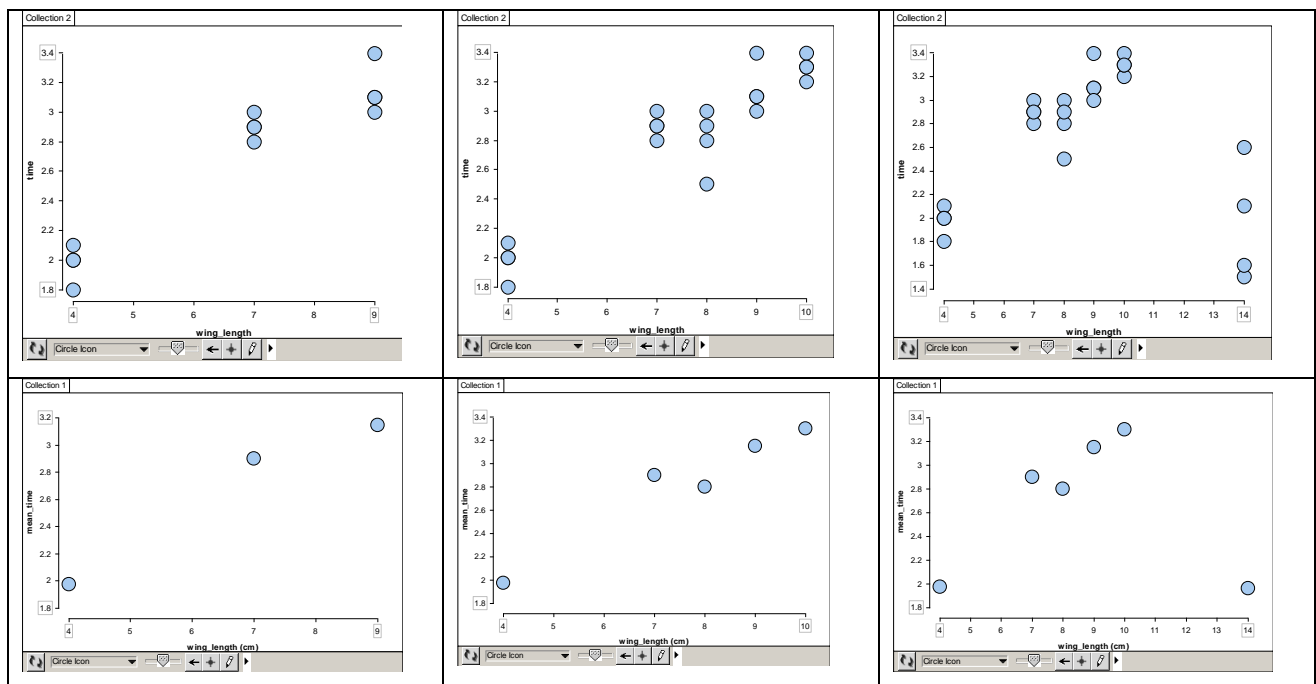 Collection 2
3.4
3.2
3
2.8
2.6
2.4
2.2
2
1.8
time
4 5 6 7 8 9
wing_length
Circle Icon
Collection 2
3.4
3.2
3
2.8
2.6
2.4
2.2
2
1.8
time
4 5 6 7 8 9 10
wing_length
Circle Icon
Collection 2
3.4
3.2
3
2.8
2.6
2.4
2.2
2
1.8
1.6
1.4
time
4 5 6 7 8 9 10 11 12 13 14
wing_length
Circle Icon
Collection 1
3.2
3
2.8
2.6
2.4
2.2
2
1.8
mean_time
4 5 6 7 8 9
wing_length (cm)
Circle Icon
Collection 1
3.4
3.2
3
2.8
2.6
2.4
2.2
2
1.8
mean_time
4 5 6 7 8 9 10
wing_length (cm)
Circle Icon
Collection 1
3.4
3.2
3
2.8
2.6
2.4
2.2
2
1.8
mean_time
4 5 6 7 8 9 10 11 12 13 14
wing_length (cm)
Circle Icon